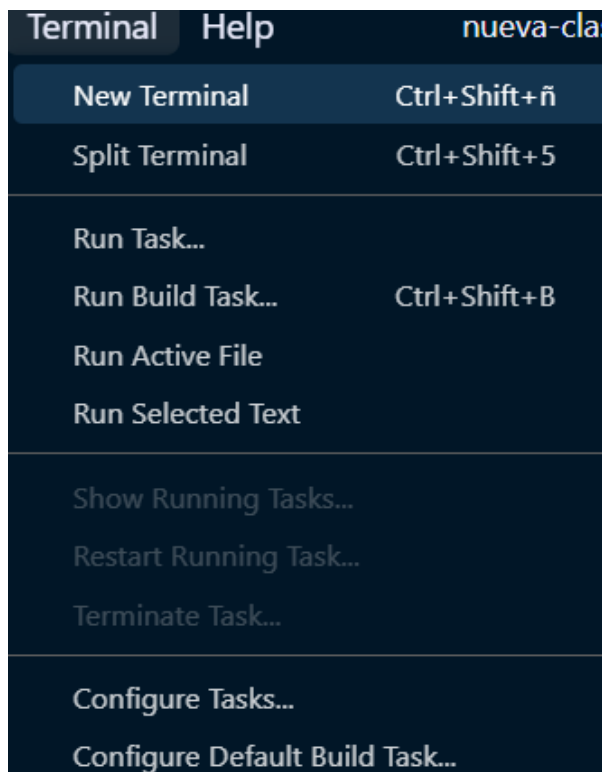 Terminal Help nueva-cla
New Terminal Ctrl+Shift+ñ
Split Terminal Ctrl+Shift+5
Run Task...
Run Build Task... Ctrl+Shift+B
Run Active File
Run Selected Text
Show Running Tasks...
Restart Running Task...
Terminate Task...
Configure Tasks...
Configure Default Build Task...